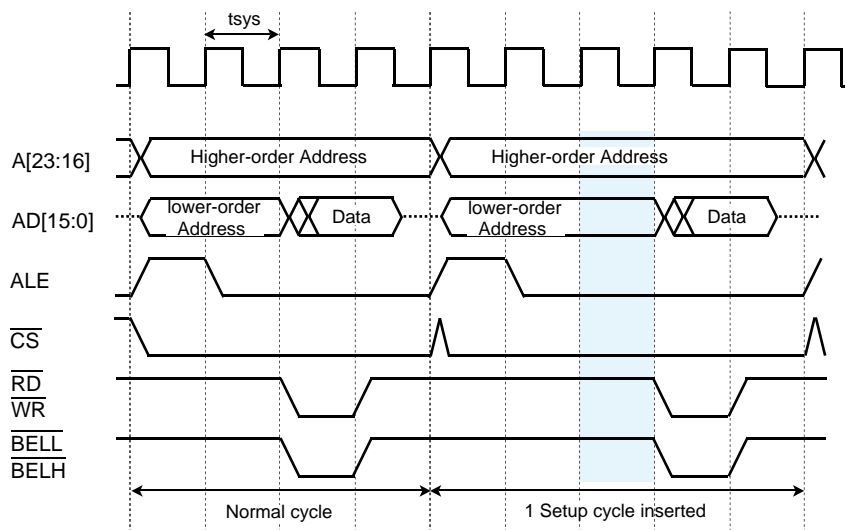 tsys
A[23:16]
Higher-order Address
Higher-order Address
AD[15:0]
lower-order
Address
Data
lower-order
Address
Data
ALE
CS
RD
WR
BELL
BELH
Normal cycle
1 Setup cycle inserted